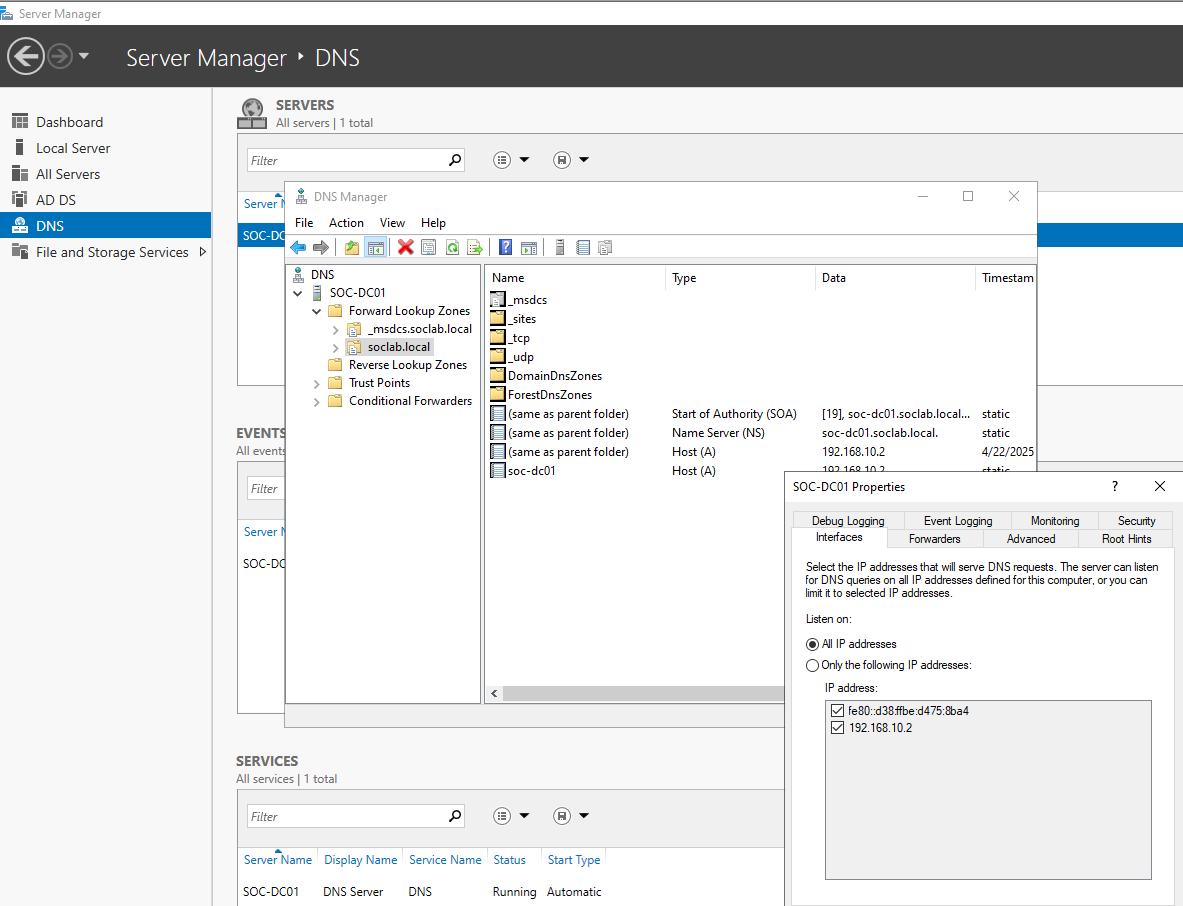 Server Manager
Server Manager ‣ DNS
Dashboard
Local Server
All Servers
AD DS
DNS
File and Storage Services
SERVERS
All servers | 1 total
Filter
Server N
SOC-DC
DNS Manager
File Action View Help
DNS
SOC-DC01
Forward Lookup Zones
_msdcs.soclab.local
soclab.local
Reverse Lookup Zones
Trust Points
Conditional Forwarders
Name Type Data Timestam
_msdcs
_sites
_tcp
_udp
DomainDnsZones
ForestDnsZones
(same as parent folder) Start of Authority (SOA) [19], soc-dc01.soclab.local... static
(same as parent folder) Name Server (NS) soc-dc01.soclab.local. static
(same as parent folder) Host (A) 192.168.10.2 4/22/2025
soc-dc01 Host (A) 192.168.10.2 static
EVENTS
All events
Filter
Server N
SOC-DC
SOC-DC01 Properties
Debug Logging Event Logging Monitoring Security
Interfaces Forwarders Advanced Root Hints
Select the IP addresses that will serve DNS requests. The server can listen
for DNS queries on all IP addresses defined for this computer, or you can
limit it to selected IP addresses.
Listen on:
All IP addresses
Only the following IP addresses:
IP address:
fe80::d38:ffbe:d475:8ba4
192.168.10.2
SERVICES
All services | 1 total
Filter
Server Name Display Name Service Name Status Start Type
SOC-DC01 DNS Server DNS Running Automatic